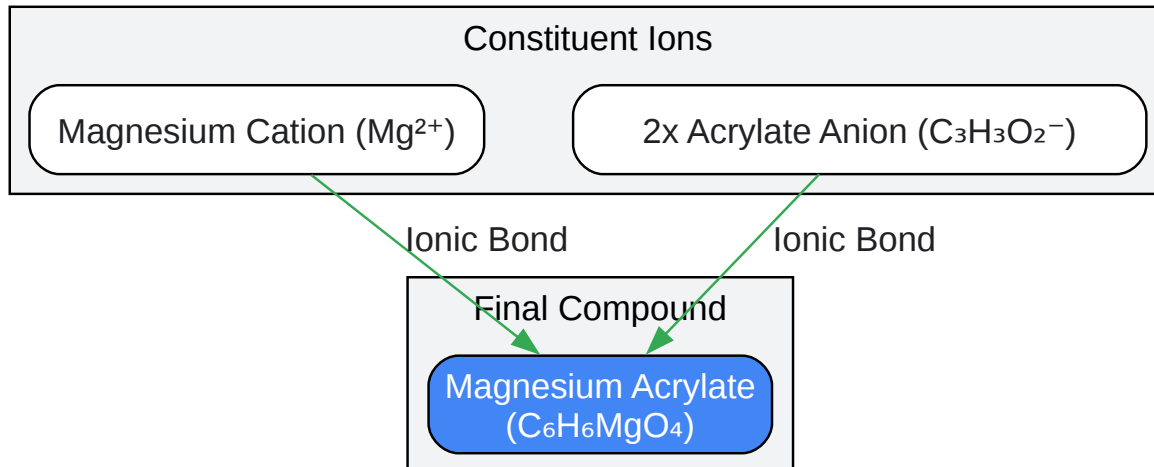 Constituent Ions
Magnesium Cation (Mg²⁺)
2x Acrylate Anion (C₃H₃O₂⁻)
Ionic Bond
Ionic Bond
Final Compound
Magnesium Acrylate
(C₆H₆MgO₄)